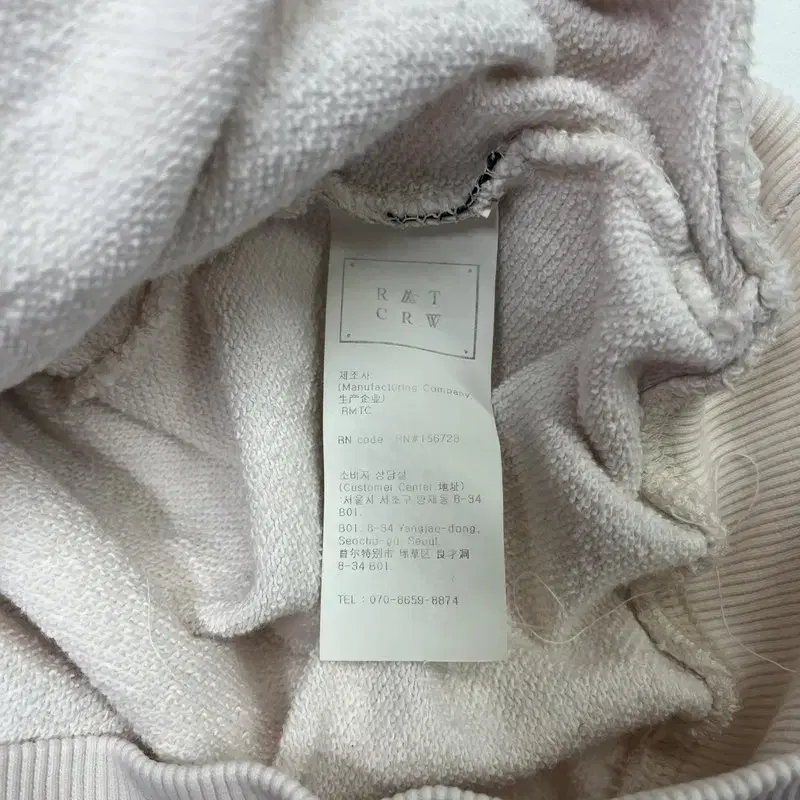 R M T
C R W
제조사
(Manufacturing Company,
生产企业)
RMTC
RN code : RN#156728
소비자 상담실
(Customer Center 地址)
서울시 서초구 양재동 8-34
B01.
B01, 8-34 Yangjae-dong,
Seocho-gu, Seoul.
首尔特别市 瑞草区 良才洞
8-34 B01.
TEL : 070-8659-8874